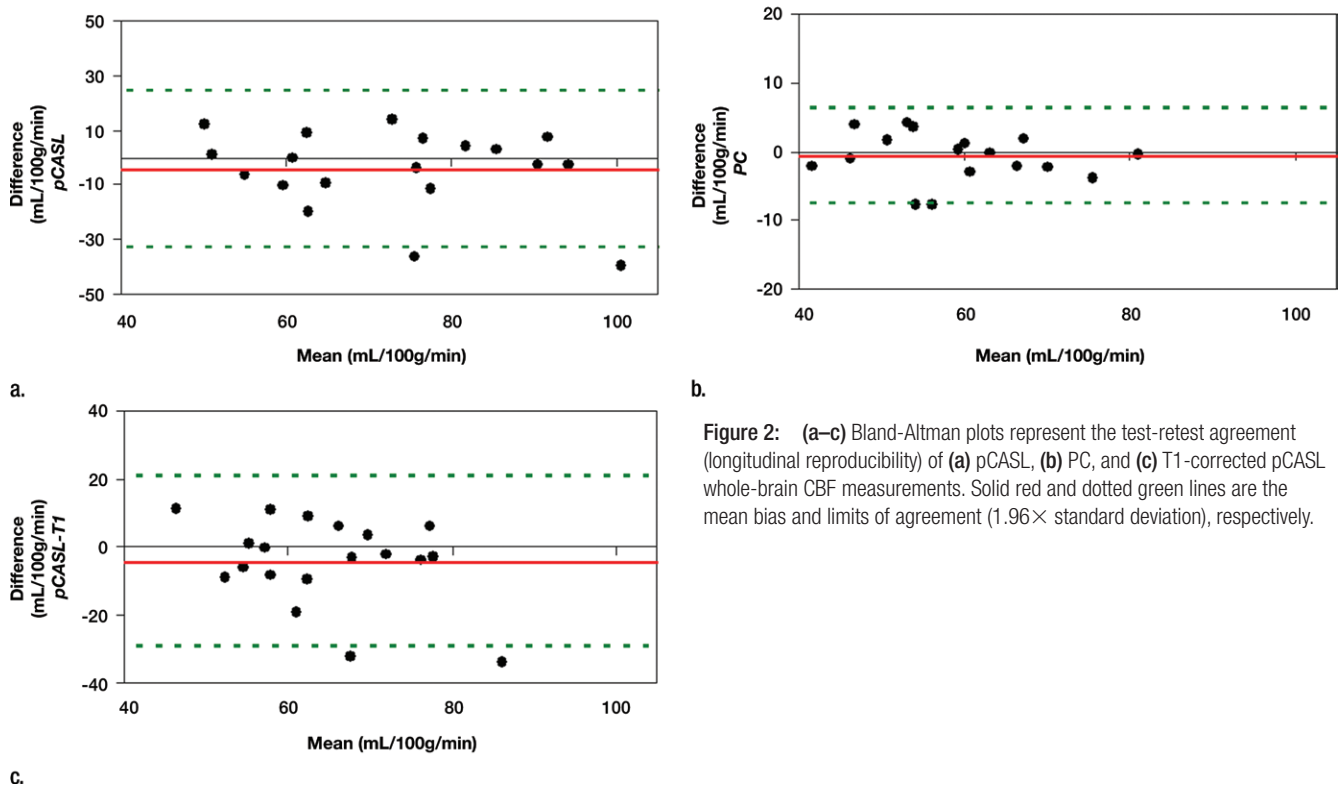 50
30
10
-10
-30
-50
Difference
(mL/100g/min)
pCASL
40 60 80 100
Mean (mL/100g/min)
a.
20
10
0
-10
-20
Difference
(mL/100g/min)
PC
40 60 80 100
Mean (mL/100g/min)
b.
40
20
0
-20
-40
Difference
(mL/100g/min)
pCASL-T1
40 60 80 100
Mean (mL/100g/min)
c.
Figure 2: (a–c) Bland-Altman plots represent the test-retest agreement
(longitudinal reproducibility) of (a) pCASL, (b) PC, and (c) T1-corrected pCASL
whole-brain CBF measurements. Solid red and dotted green lines are the
mean bias and limits of agreement (1.96× standard deviation), respectively.